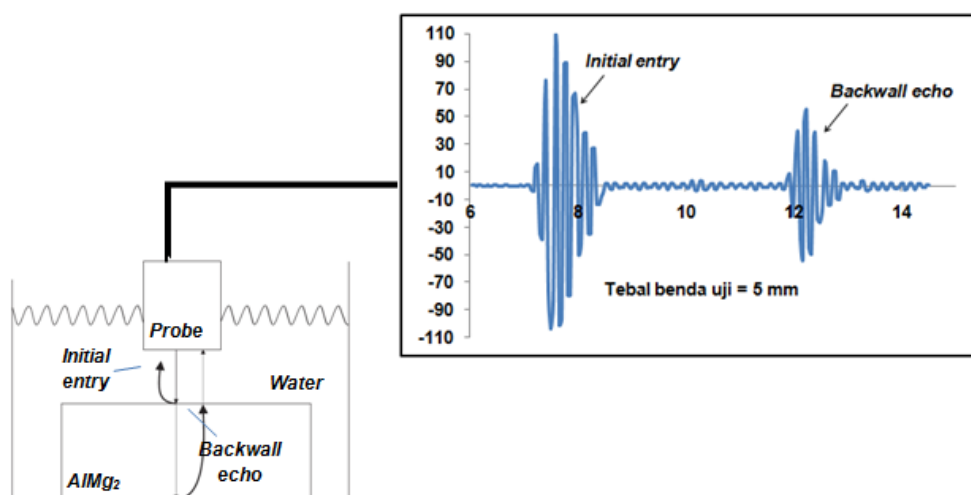 110
90
70
50
30
10
-10
-30
-50
-70
-90
-110
6
8
10
12
14
Initial entry
Backwall echo
Tebal benda uji = 5 mm
Probe
Initial
entry
Water
Backwall
echo
AlMg₂